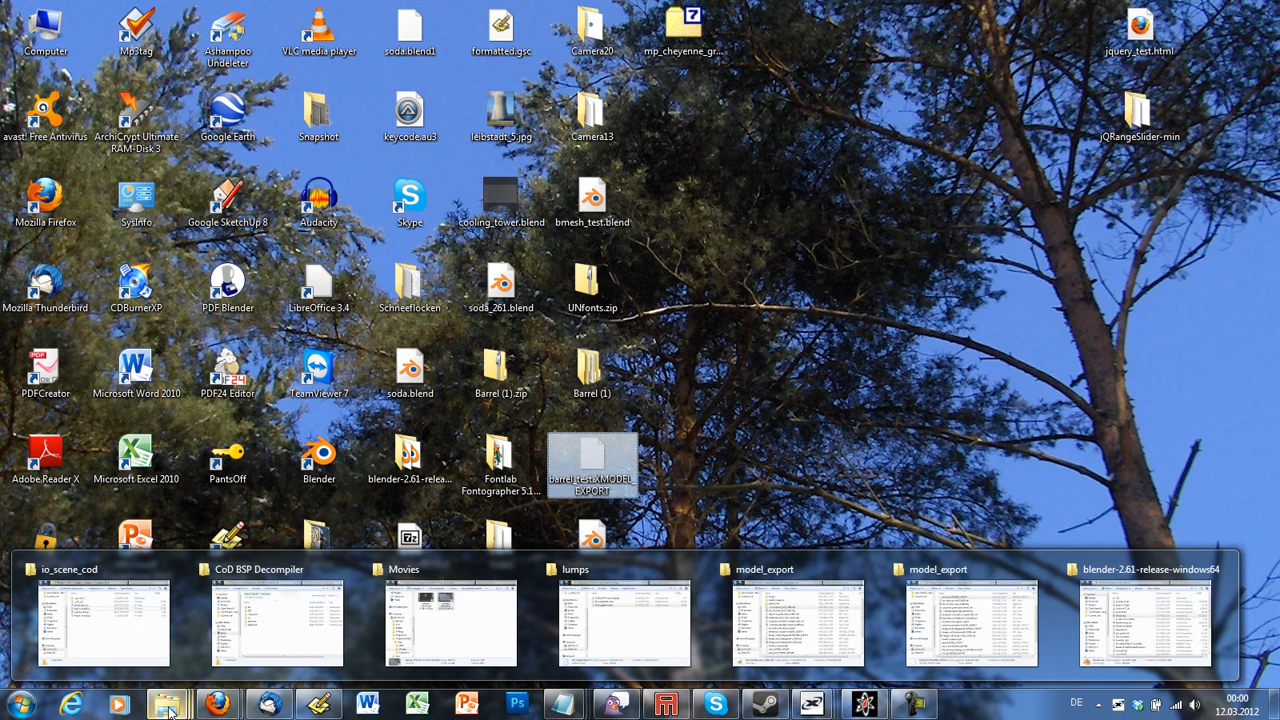 Computer
Mp3tag
Ashampoo
Undeleter
VLC media player
soda.blend1
formatted.gsc
Camera20
7
mp_cheyenne_gr...
jquery_test.html
avast! Free Antivirus
ArchiCrypt Ultimate
RAM-Disk 3
Google Earth
Snapshot
keycode.au3
leibstadt_5.jpg
Camera13
jQRangeSlider-min
Mozilla Firefox
SysInfo
Google SketchUp 8
Audacity
Skype
cooling_tower.blend
bmesh_test.blend
Mozilla Thunderbird
CDBurnerXP
PDF Blender
LibreOffice 3.4
Schneeflocken
soda_261.blend
UNfonts.zip
PDFCreator
Microsoft Word 2010
PDF24 Editor
TeamViewer 7
soda.blend
Barrel (1).zip
Barrel (1)
Adobe Reader X
Microsoft Excel 2010
PantsOff
Blender
blender-2.61-relea...
Fontlab
Fontographer 5.1...
barrel_test.XMODEL_
EXPORT
io_scene_cod
CoD BSP Decompiler
Movies
lumps
model_export
model_export
blender-2.61-release-windows64
DE
00:00
12.03.2012